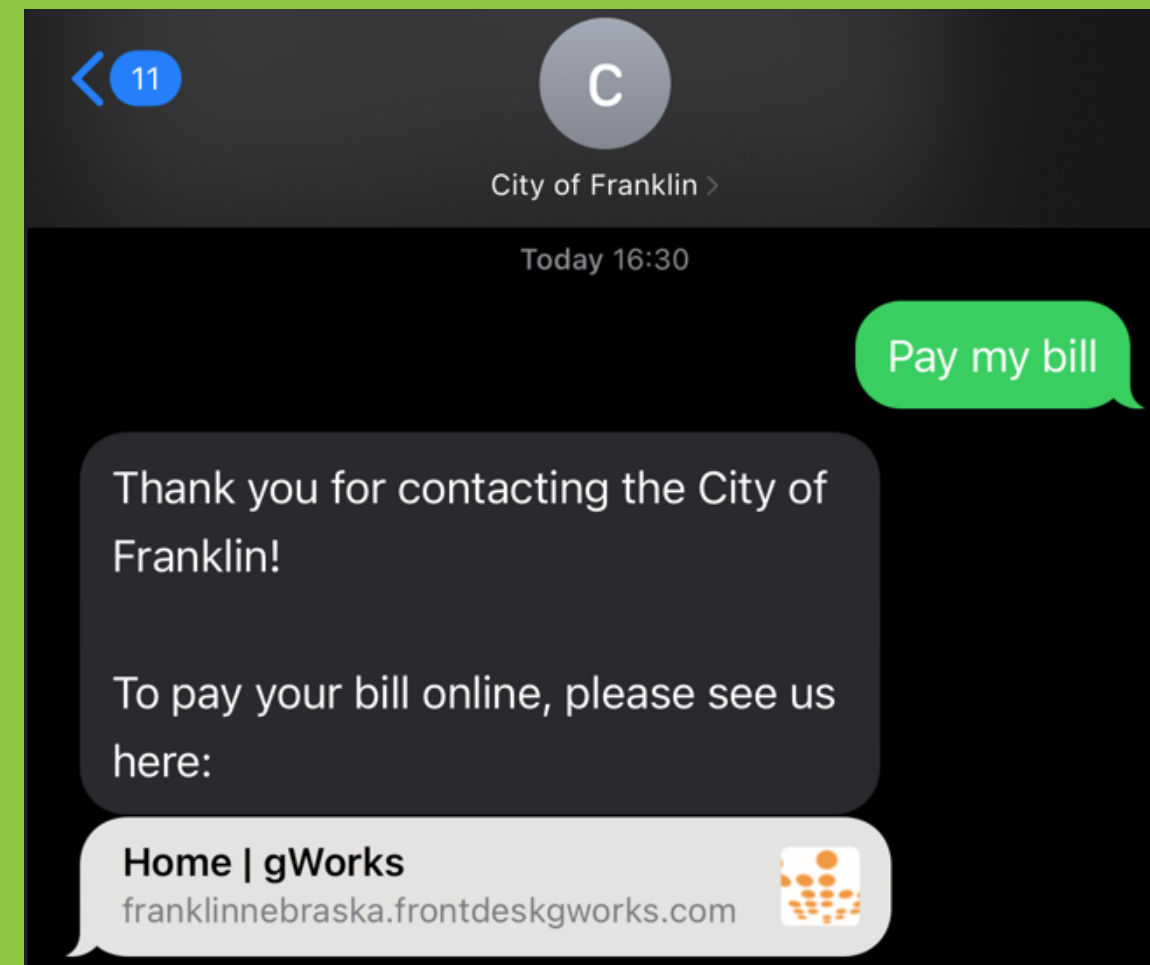 11
C
City of Franklin
Today 16:30
Pay my bill
Thank you for contacting the City of
Franklin!
To pay your bill online, please see us
here:
Home | gWorks
franklinnebraska.frontdeskgworks.com